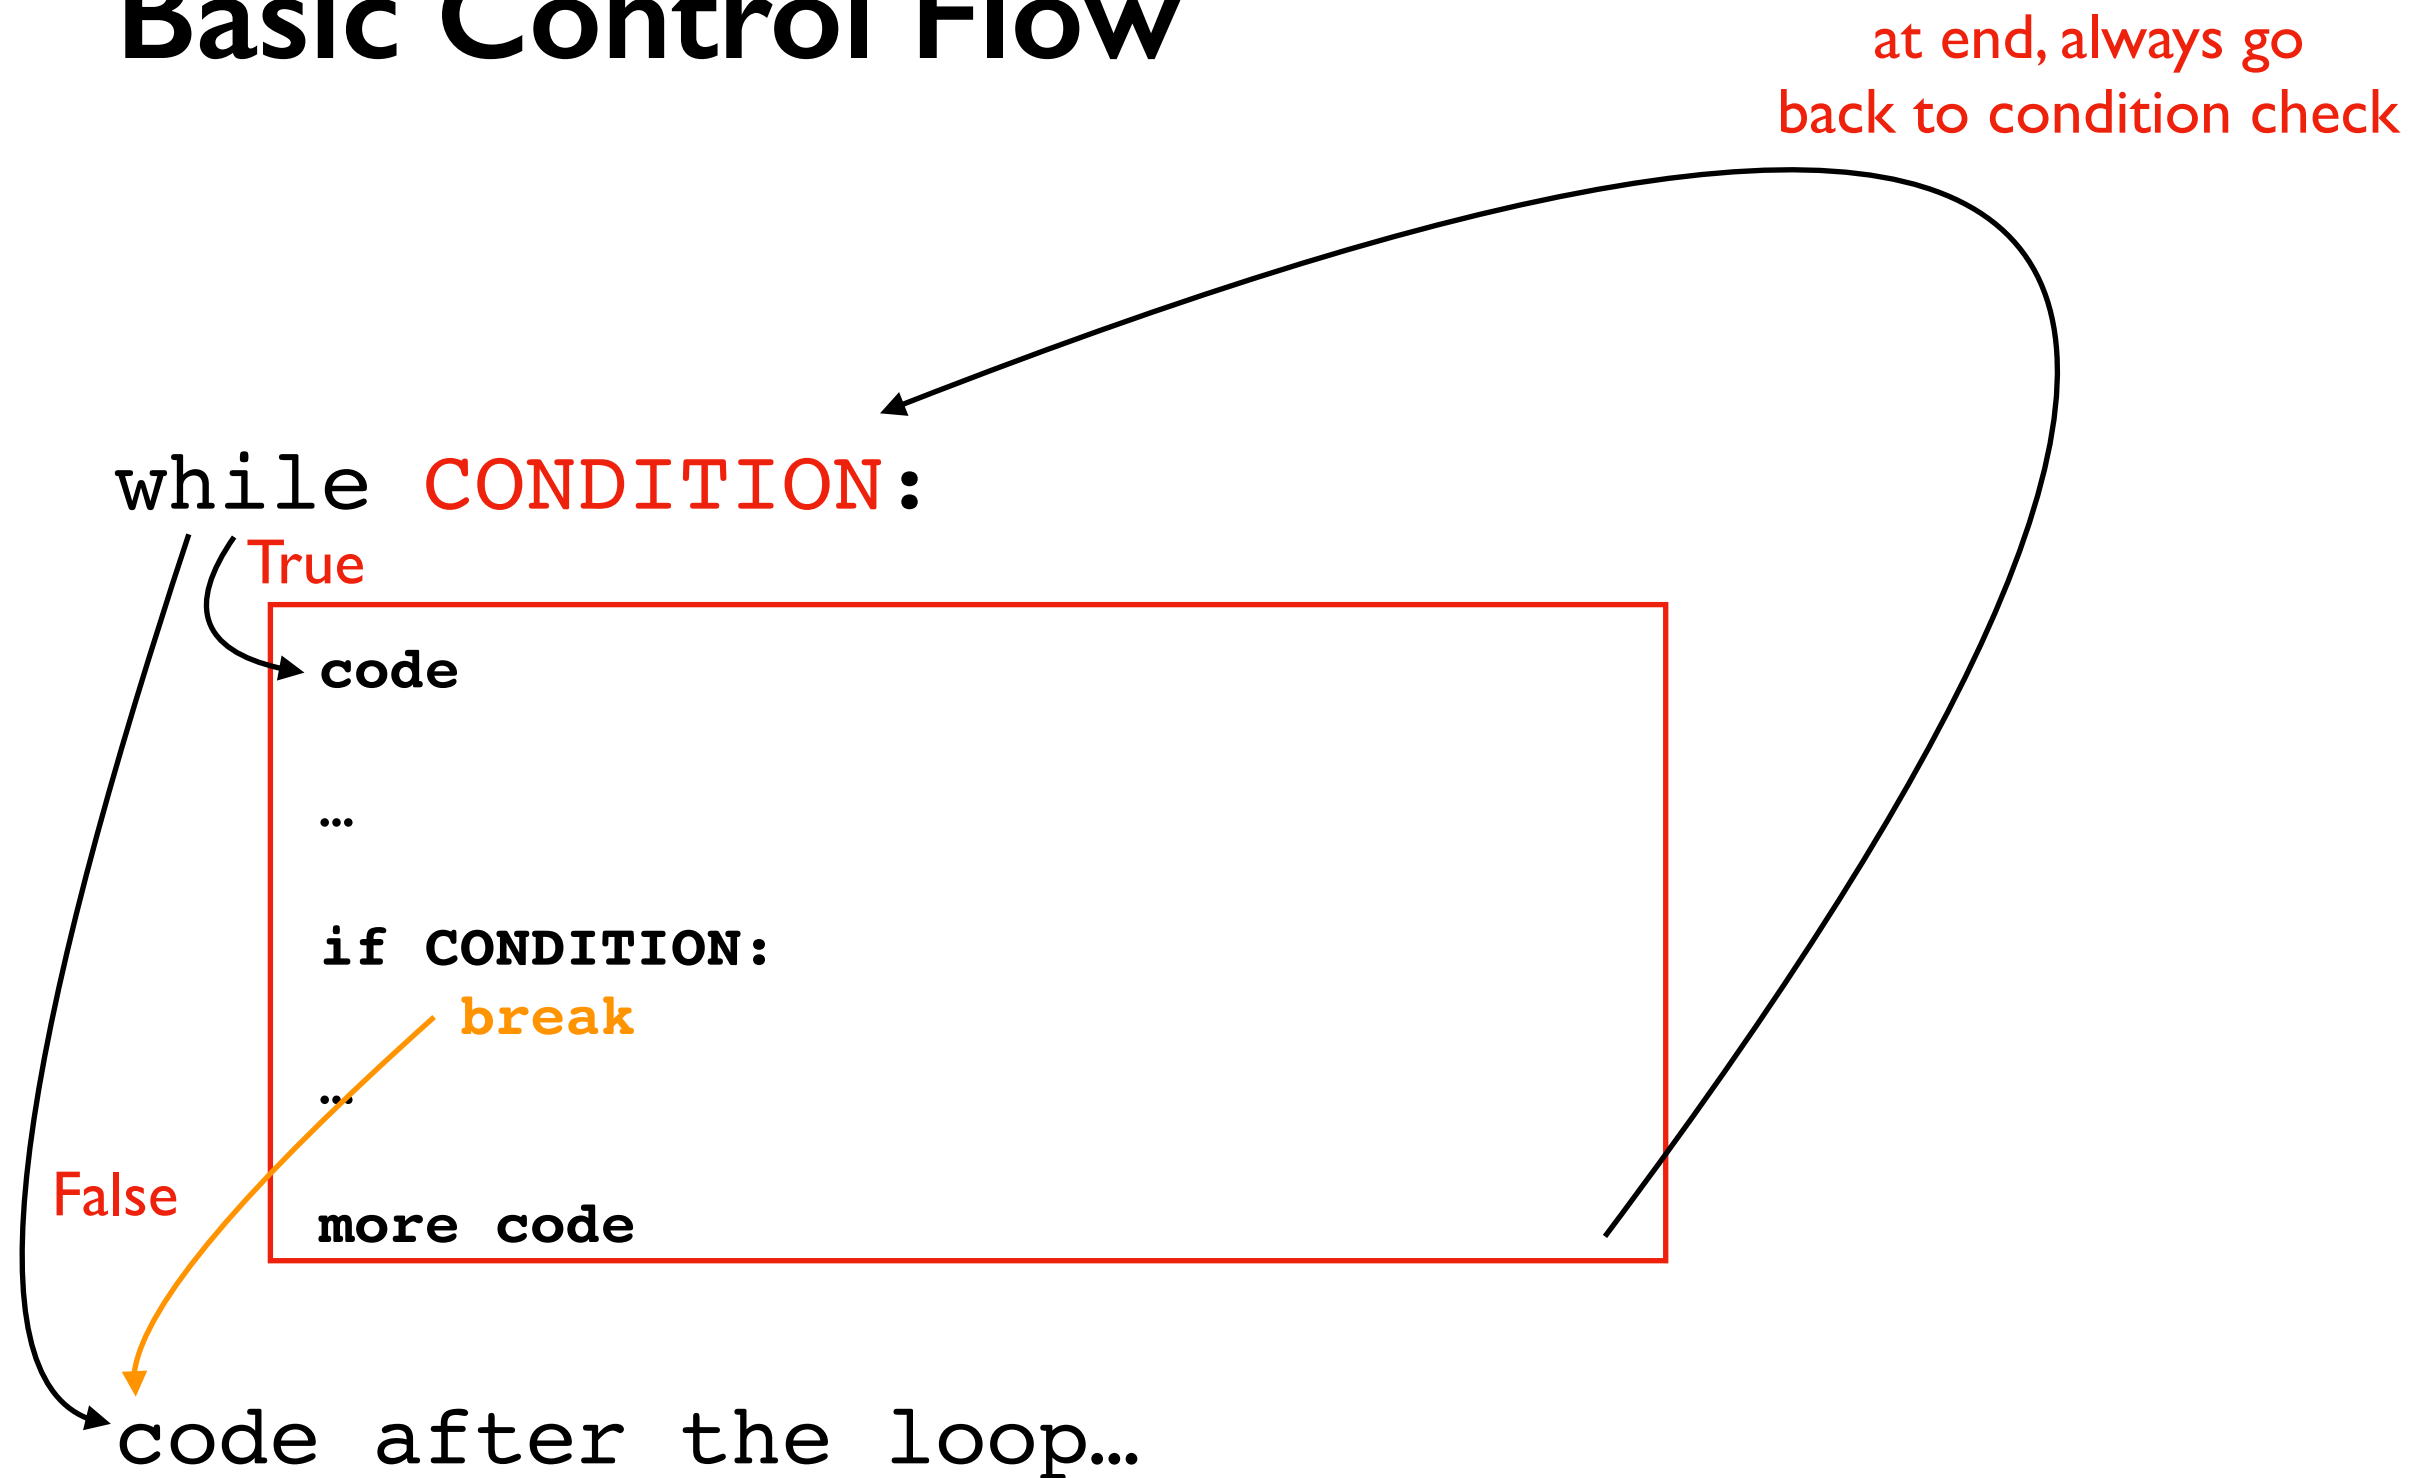 Basic Control Flow
at end, always go
back to condition check
while CONDITION:
True
code
…
if CONDITION:
break
…
False
more code
code after the loop…